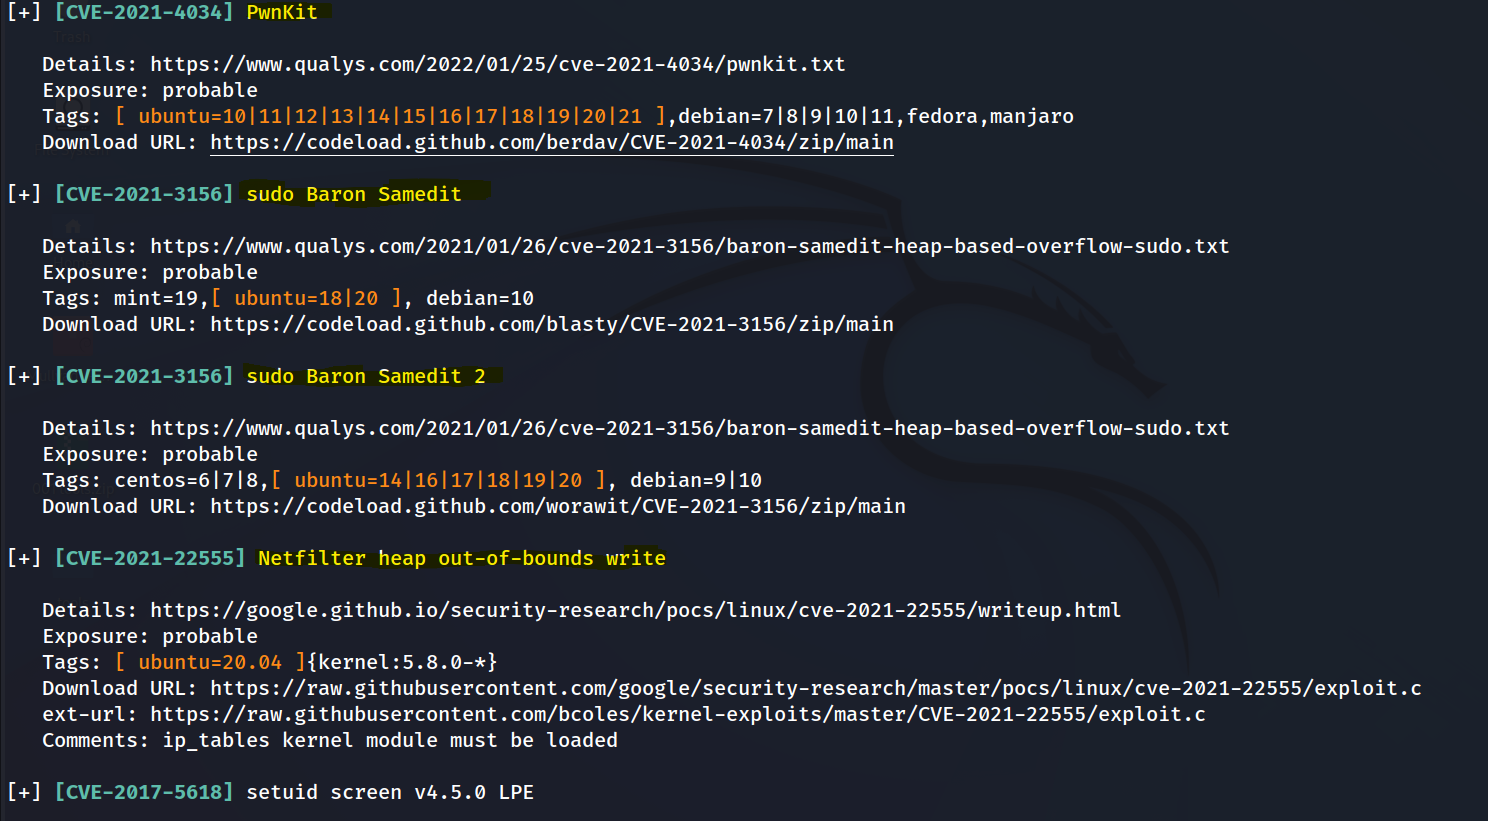 [+] [CVE-2021-4034] PwnKit
Details: https://www.qualys.com/2022/01/25/cve-2021-4034/pwnkit.txt
Exposure: probable
Tags: [ ubuntu=10|11|12|13|14|15|16|17|18|19|20|21 ],debian=7|8|9|10|11,fedora,manjaro
Download URL: https://codeload.github.com/berdav/CVE-2021-4034/zip/main
[+] [CVE-2021-3156] sudo Baron Samedit
Details: https://www.qualys.com/2021/01/26/cve-2021-3156/baron-samedit-heap-based-overflow-sudo.txt
Exposure: probable
Tags: mint=19,[ ubuntu=18|20 ], debian=10
Download URL: https://codeload.github.com/blasty/CVE-2021-3156/zip/main
[+] [CVE-2021-3156] sudo Baron Samedit 2
Details: https://www.qualys.com/2021/01/26/cve-2021-3156/baron-samedit-heap-based-overflow-sudo.txt
Exposure: probable
Tags: centos=6|7|8,[ ubuntu=14|16|17|18|19|20 ], debian=9|10
Download URL: https://codeload.github.com/worawit/CVE-2021-3156/zip/main
[+] [CVE-2021-22555] Netfilter heap out-of-bounds write
Details: https://google.github.io/security-research/pocs/linux/cve-2021-22555/writeup.html
Exposure: probable
Tags: [ ubuntu=20.04 ]{kernel:5.8.0-*}
Download URL: https://raw.githubusercontent.com/google/security-research/master/pocs/linux/cve-2021-22555/exploit.c
ext-url: https://raw.githubusercontent.com/bcoles/kernel-exploits/master/CVE-2021-22555/exploit.c
Comments: ip_tables kernel module must be loaded
[+] [CVE-2017-5618] setuid screen v4.5.0 LPE